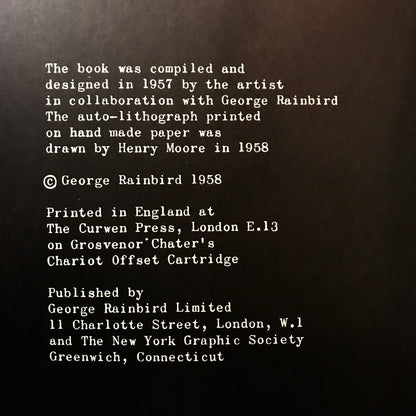 The book was compiled and
designed in 1957 by the artist
in collaboration with George Rainbird
The auto-lithograph printed
on hand made paper was
drawn by Henry Moore in 1958
© George Rainbird 1958
Printed in England at
The Curwen Press, London E.13
on Grosvenor Chater's
Chariot Offset Cartridge
Published by
George Rainbird Limited
11 Charlotte Street, London, W.1
and The New York Graphic Society
Greenwich, Connecticut